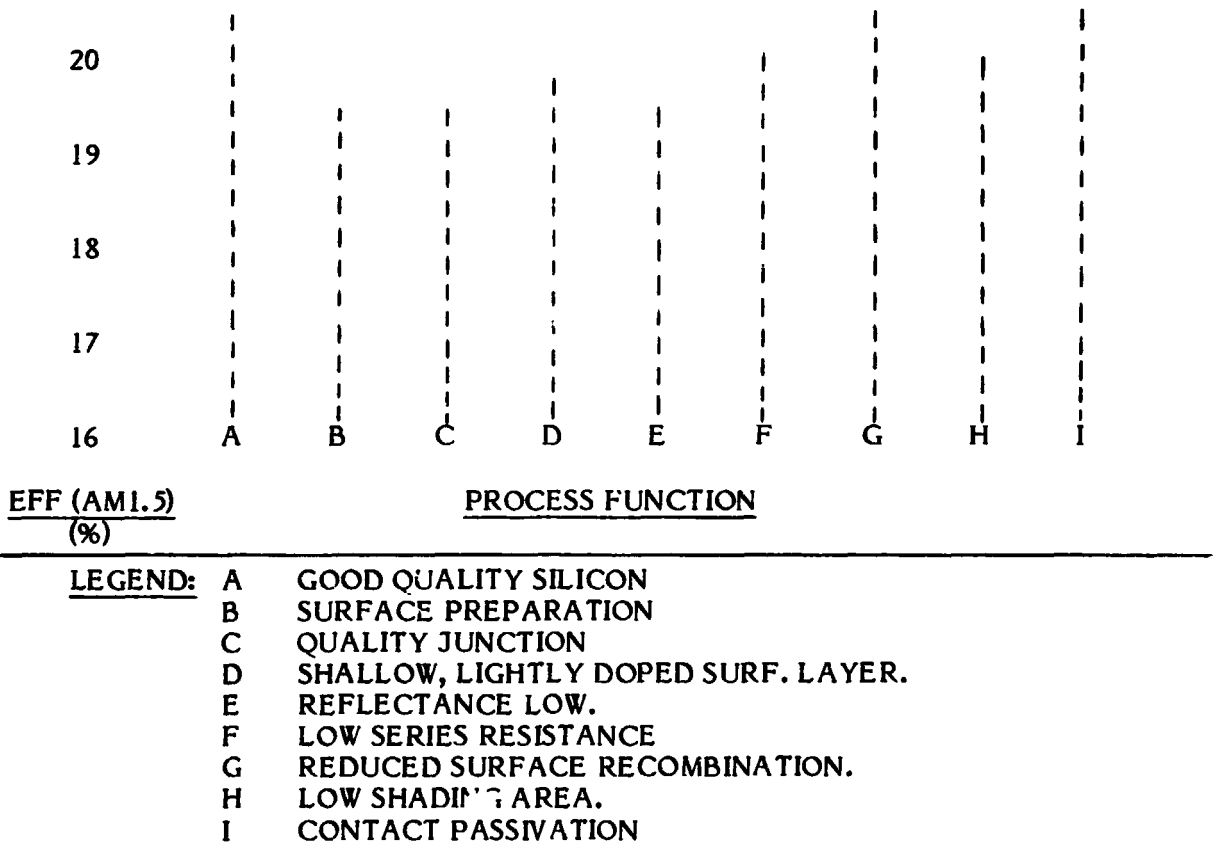 20
19
18
17
16 A B C D E F G H I
EFF (AM1.5) PROCESS FUNCTION
(%)
LEGEND: A GOOD QUALITY SILICON
B SURFACE PREPARATION
C QUALITY JUNCTION
D SHALLOW, LIGHTLY DOPED SURF. LAYER.
E REFLECTANCE LOW.
F LOW SERIES RESISTANCE
G REDUCED SURFACE RECOMBINATION.
H LOW AREA.
I CONTACT PASSIVATION